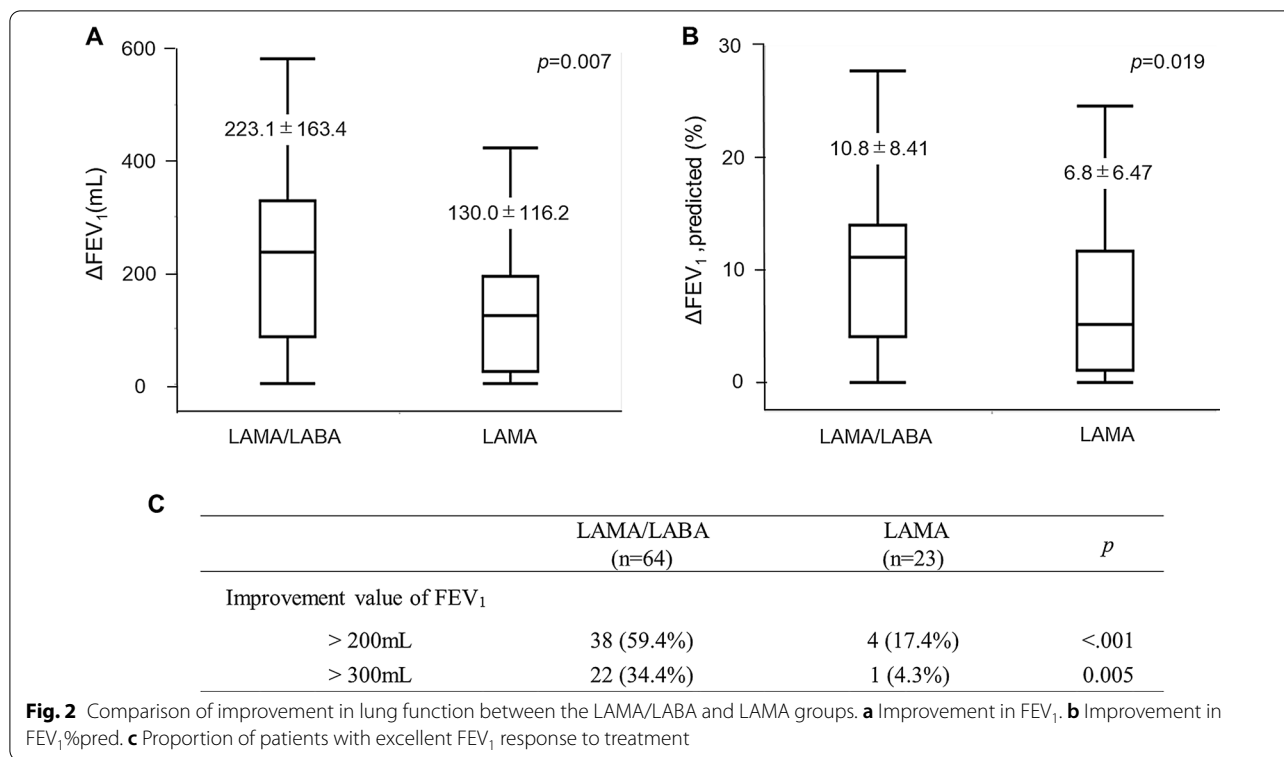 A
600
400
200
0
ΔFEV₁(mL)
p=0.007
223.1±163.4
130.0±116.2
LAMA/LABA
LAMA
B
30
20
10
0
ΔFEV₁,predicted (%)
p=0.019
10.8±8.41
6.8±6.47
LAMA/LABA
LAMA
C
LAMA/LABA LAMA p
(n=64) (n=23)
Improvement value of FEV₁
> 200mL 38 (59.4%) 4 (17.4%) <.001
> 300mL 22 (34.4%) 1 (4.3%) 0.005
Fig. 2 Comparison of improvement in lung function between the LAMA/LABA and LAMA groups. a Improvement in FEV₁. b Improvement in
FEV₁%pred. c Proportion of patients with excellent FEV₁ response to treatment